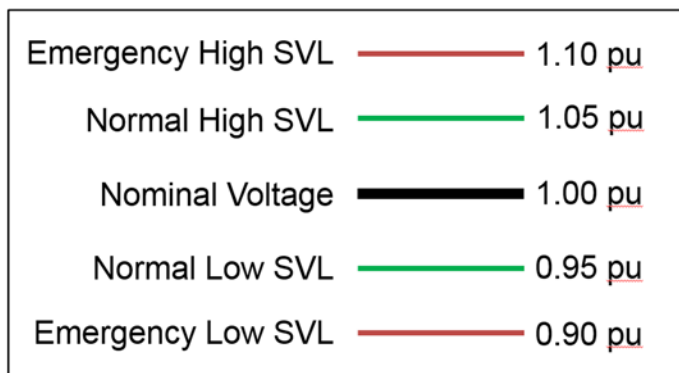 Emergency High SVL 1.10 pu
Normal High SVL 1.05 pu
Nominal Voltage 1.00 pu
Normal Low SVL 0.95 pu
Emergency Low SVL 0.90 pu